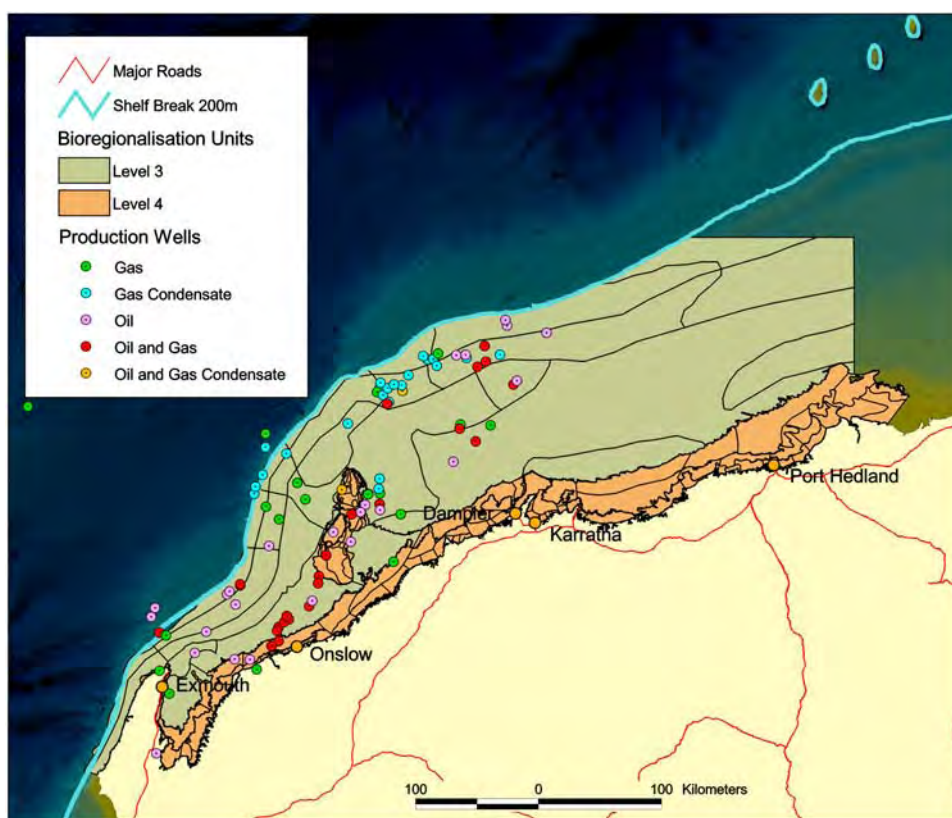 Major Roads
Shelf Break 200m
Bioregionalisation Units
Level 3
Level 4
Production Wells
Gas
Gas Condensate
Oil
Oil and Gas
Oil and Gas Condensate
Port Hedland
Dampier
Karratha
Onslow
Exmouth
100 0 100 Kilometers